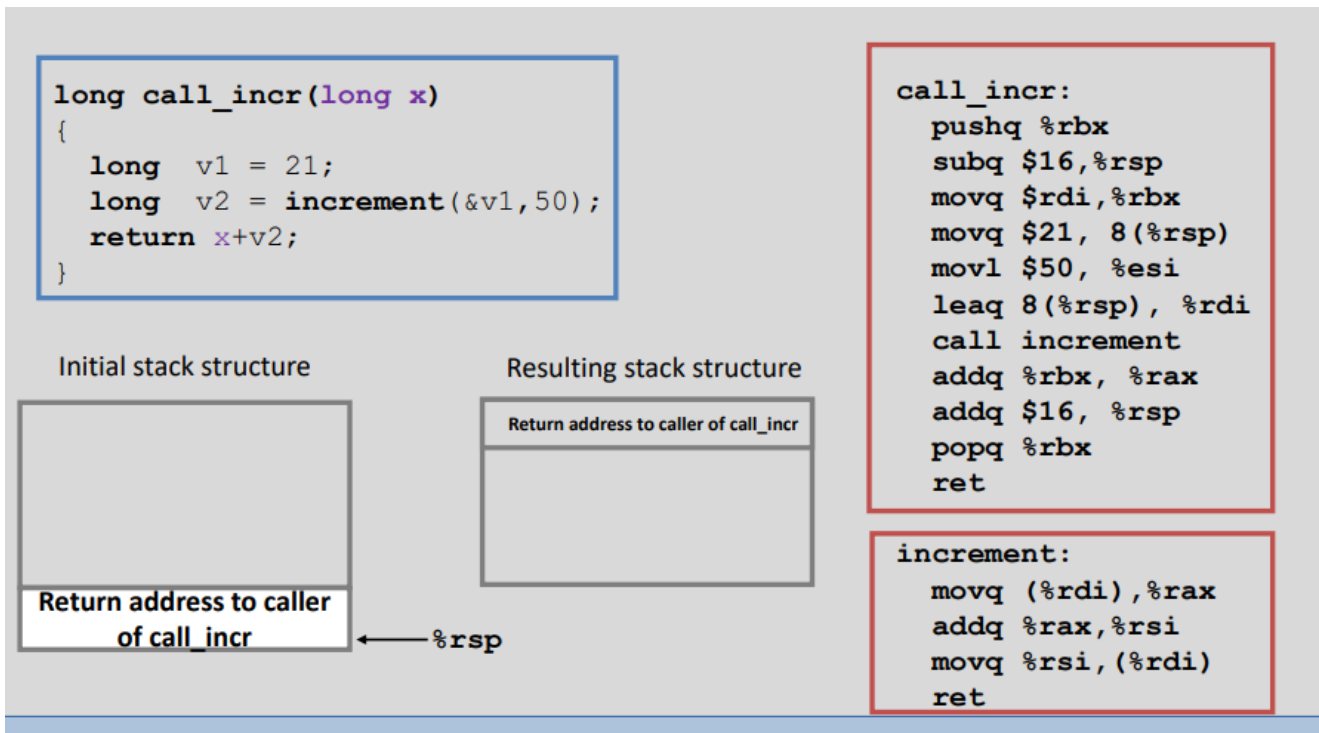 long call_incr(long x)
{
long v1 = 21;
long v2 = increment(&v1,50);
return x+v2;
}
Initial stack structure
Return address to caller
of call_incr
%rsp
Resulting stack structure
Return address to caller of call_incr
call_incr:
pushq %rbx
subq $16,%rsp
movq $rdi,%rbx
movq $21, 8(%rsp)
movl $50, %esi
leaq 8(%rsp), %rdi
call increment
addq %rbx, %rax
addq $16, %rsp
popq %rbx
ret
increment:
movq (%rdi),%rax
addq %rax,%rsi
movq %rsi,(%rdi)
ret